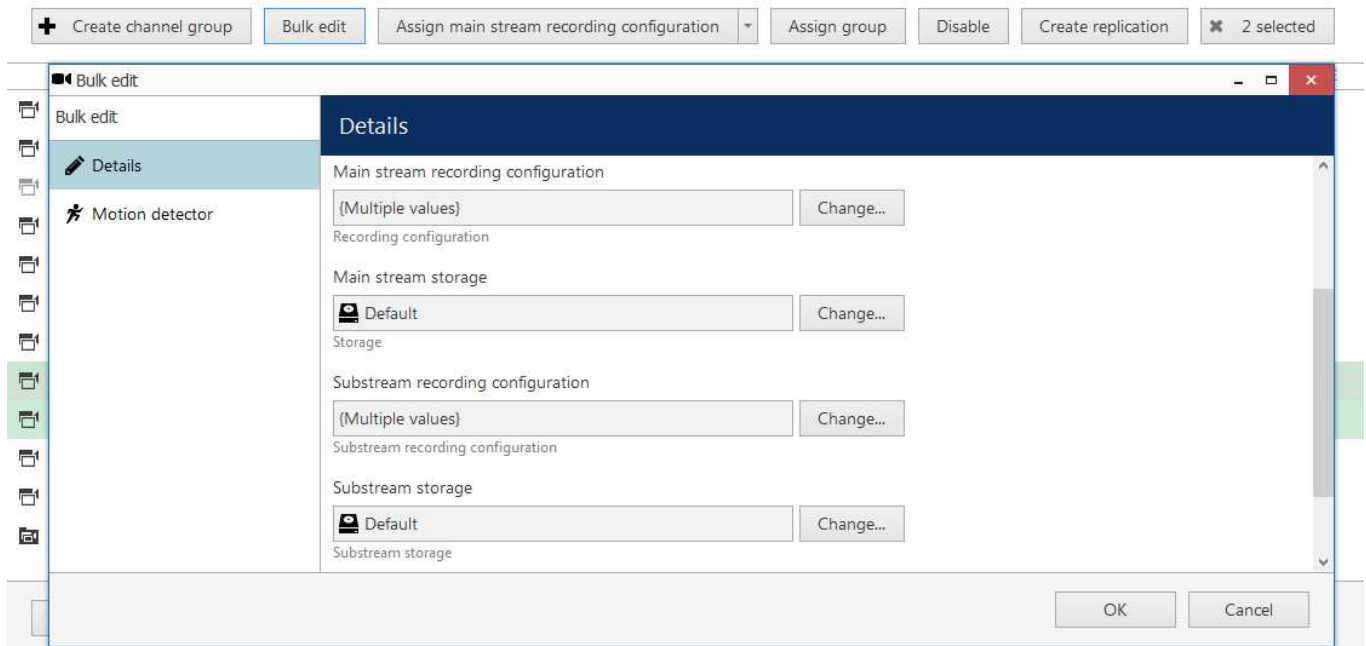 Create channel group Bulk edit Assign main stream recording configuration Assign group Disable Create replication 2 selected
Bulk edit
Bulk edit
Details
Details
Motion detector
Main stream recording configuration
{Multiple values} Change...
Recording configuration
Main stream storage
Default Change...
Storage
Substream recording configuration
{Multiple values} Change...
Substream recording configuration
Substream storage
Default Change...
Substream storage
OK Cancel